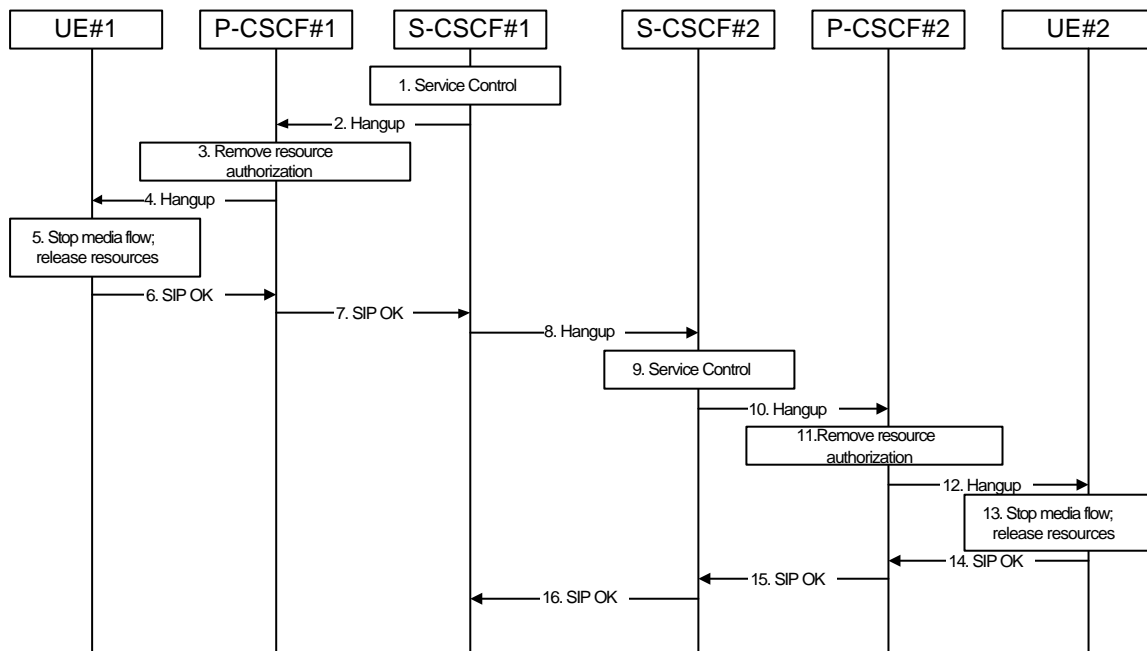 UE#1
P-CSCF#1
S-CSCF#1
S-CSCF#2
P-CSCF#2
UE#2
1. Service Control
2. Hangup
3. Remove resource
authorization
4. Hangup
5. Stop media flow;
release resources
6. SIP OK
7. SIP OK
8. Hangup
9. Service Control
10. Hangup
11.Remove resource
authorization
12. Hangup
13. Stop media flow;
release resources
14. SIP OK
15. SIP OK
16. SIP OK